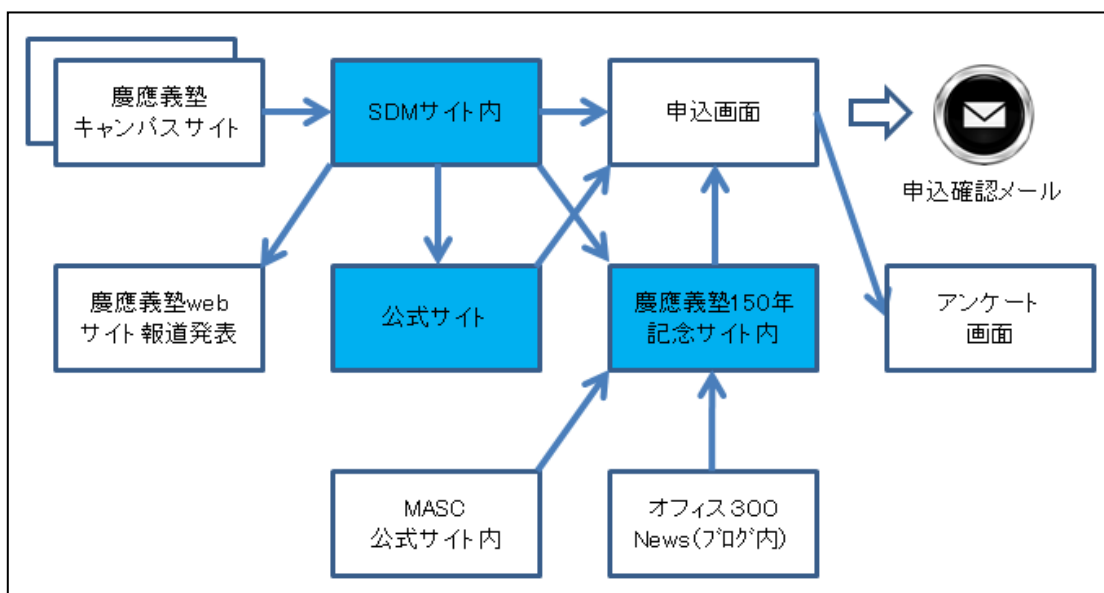 慶應義塾
キャンパスサイト
SDMサイト内
申込画面
申込確認メール
慶應義塾web
サイト報道発表
公式サイト
慶應義塾150年
記念サイト内
アンケート
画面
MASC
公式サイト内
オフィス300
News(ﾌﾞﾛｸﾞ内)